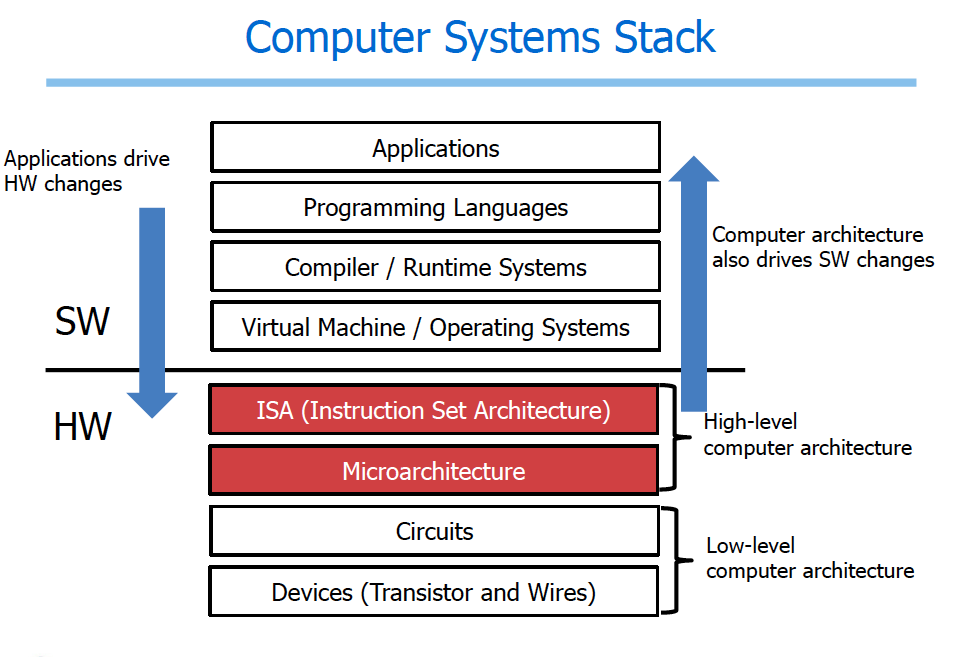 Computer Systems Stack
Applications drive
HW changes
Applications
Programming Languages
Compiler / Runtime Systems
Virtual Machine / Operating Systems
SW
Computer architecture
also drives SW changes
HW
ISA (Instruction Set Architecture)
Microarchitecture
High-level
computer architecture
Circuits
Devices (Transistor and Wires)
Low-level
computer architecture